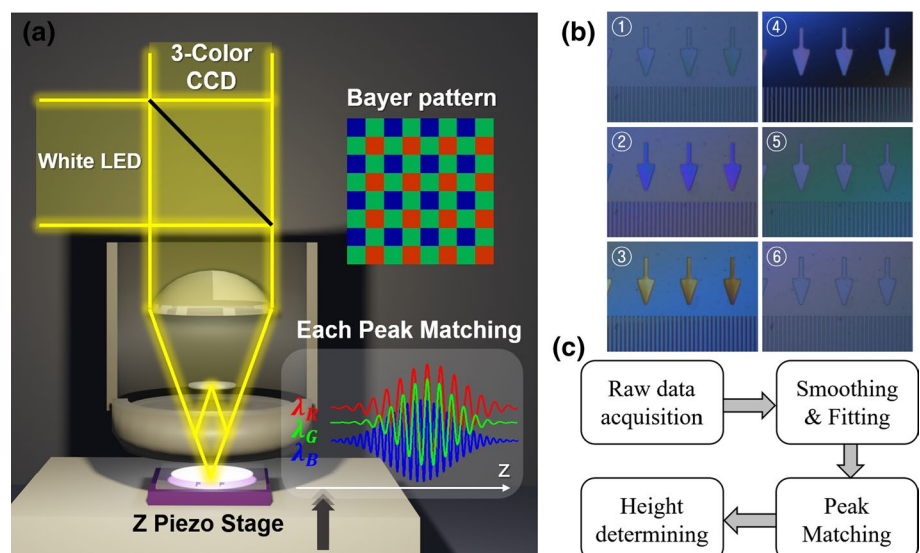 (a)
3-Color
CCD
White LED
Bayer pattern
Each Peak Matching
λR
λG
λB
Z
Z Piezo Stage
(b)
①
④
②
⑤
③
⑥
(c)
Raw data
acquisition
Smoothing
& Fitting
Height
determining
Peak
Matching